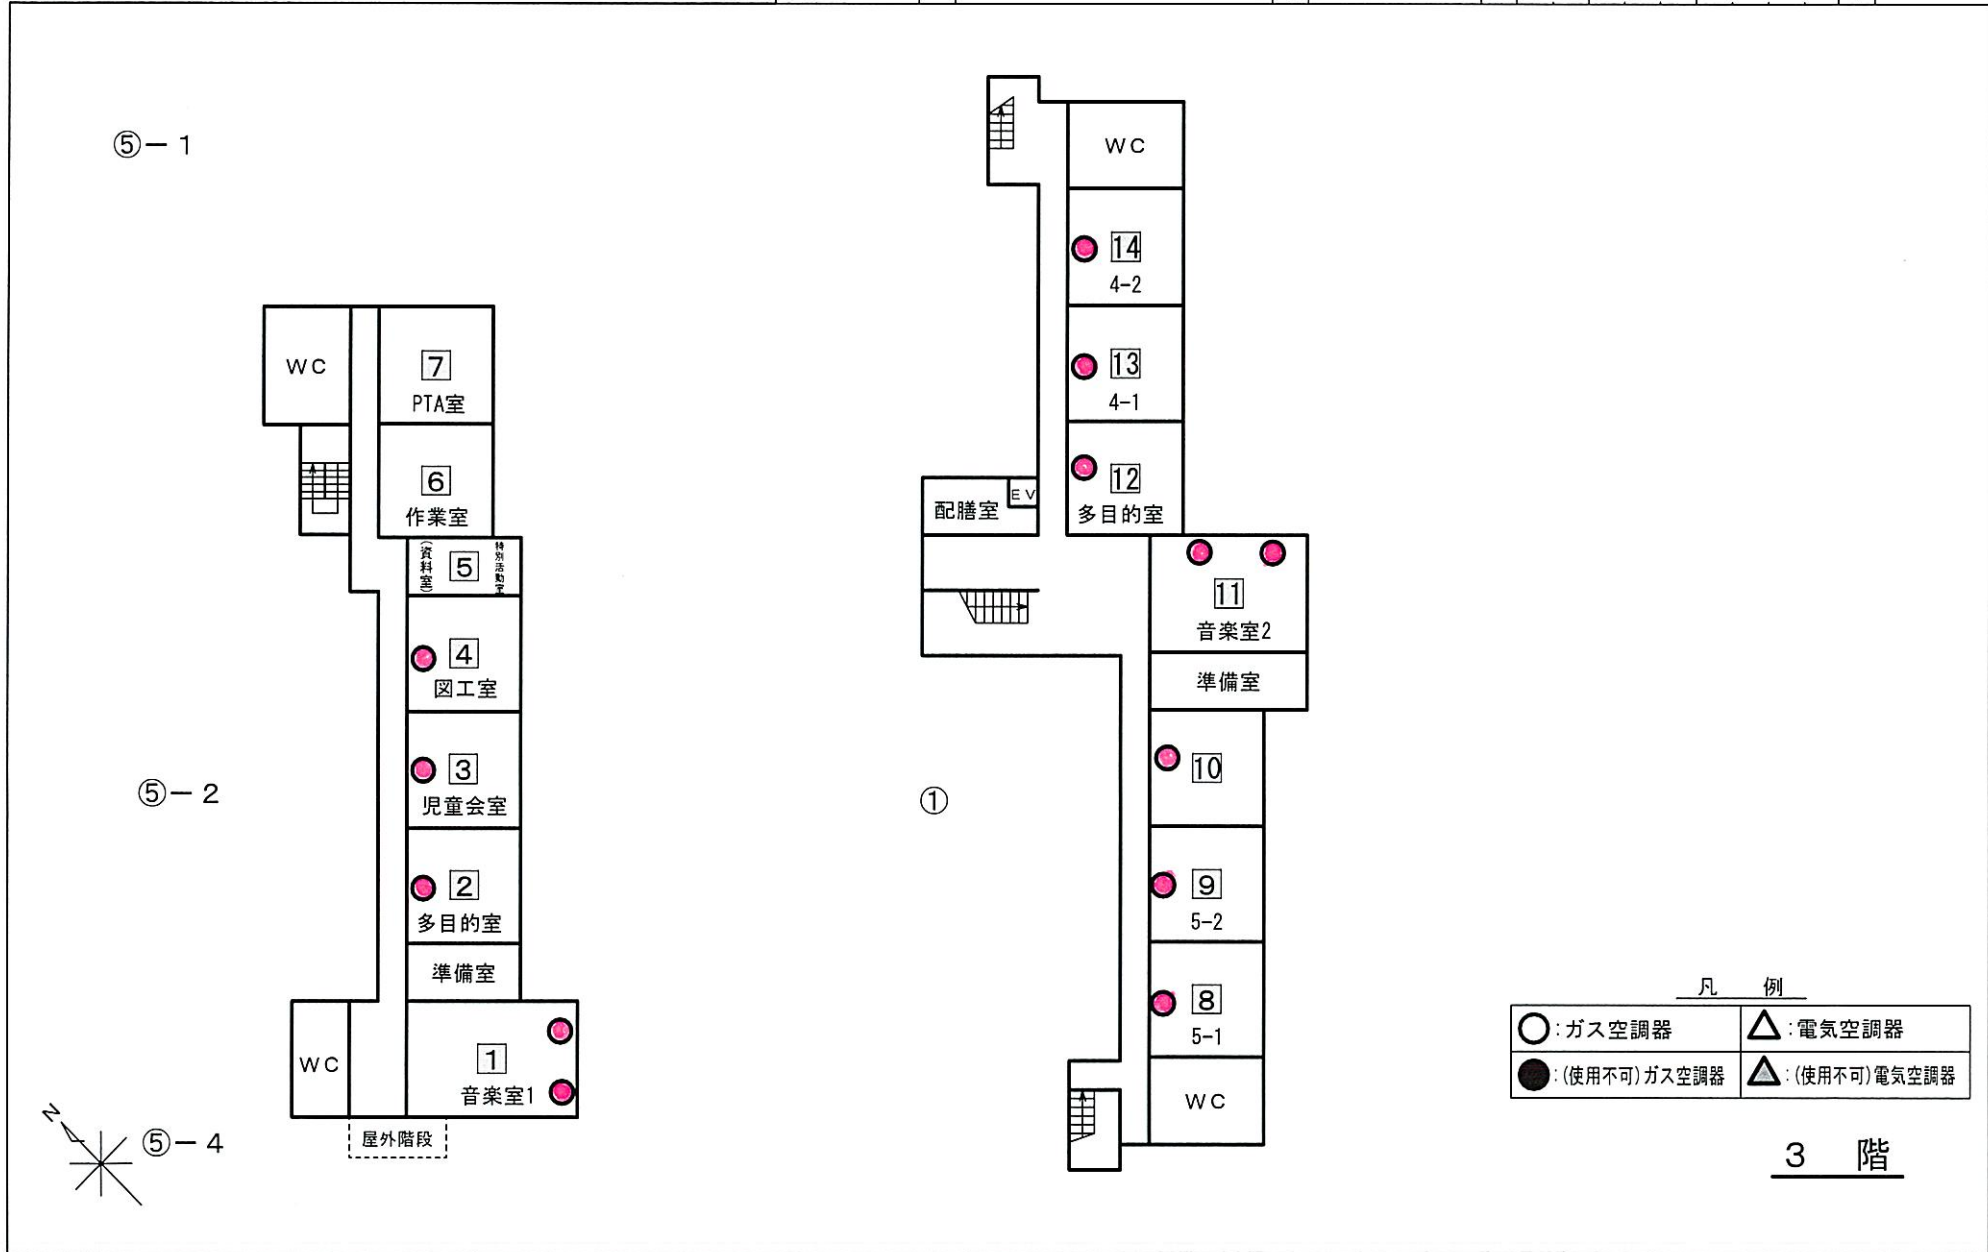 ⑤－１
ＷＣ
7
PTA室
6
作業室
(資料室)
5
特別活動室
4
図工室
⑤－２
3
児童会室
2
多目的室
準備室
ＷＣ
1
音楽室1
屋外階段
N
⑤－４
ＷＣ
14
4-2
13
4-1
12
多目的室
配膳室
ＥＶ
11
音楽室2
準備室
10
①
9
5-2
8
5-1
ＷＣ
凡　例
○：ガス空調器
△：電気空調器
●：(使用不可)ガス空調器
▲：(使用不可)電気空調器
３　階